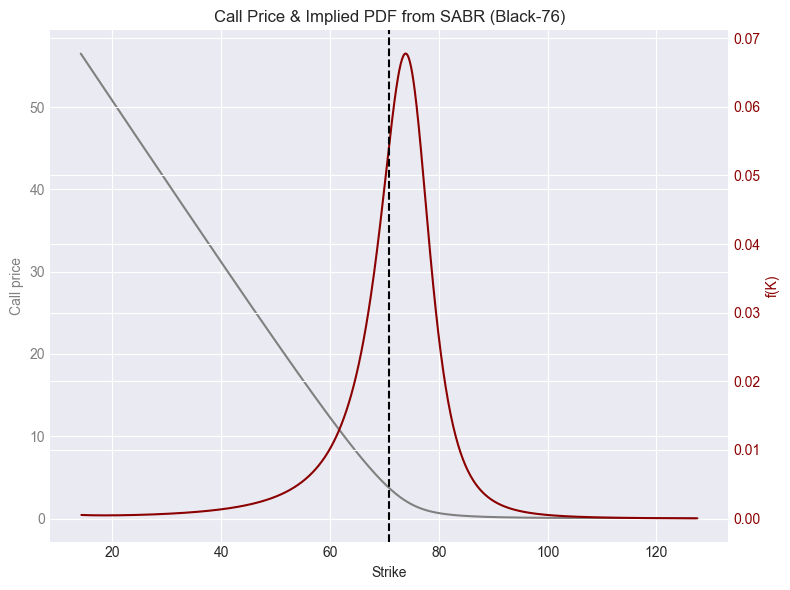 Call Price & Implied PDF from SABR (Black-76)
Call price
50
40
30
20
10
0
0.07
0.06
0.05
0.04
0.03
0.02
0.01
0.00
f(K)
20 40 60 80 100 120
Strike